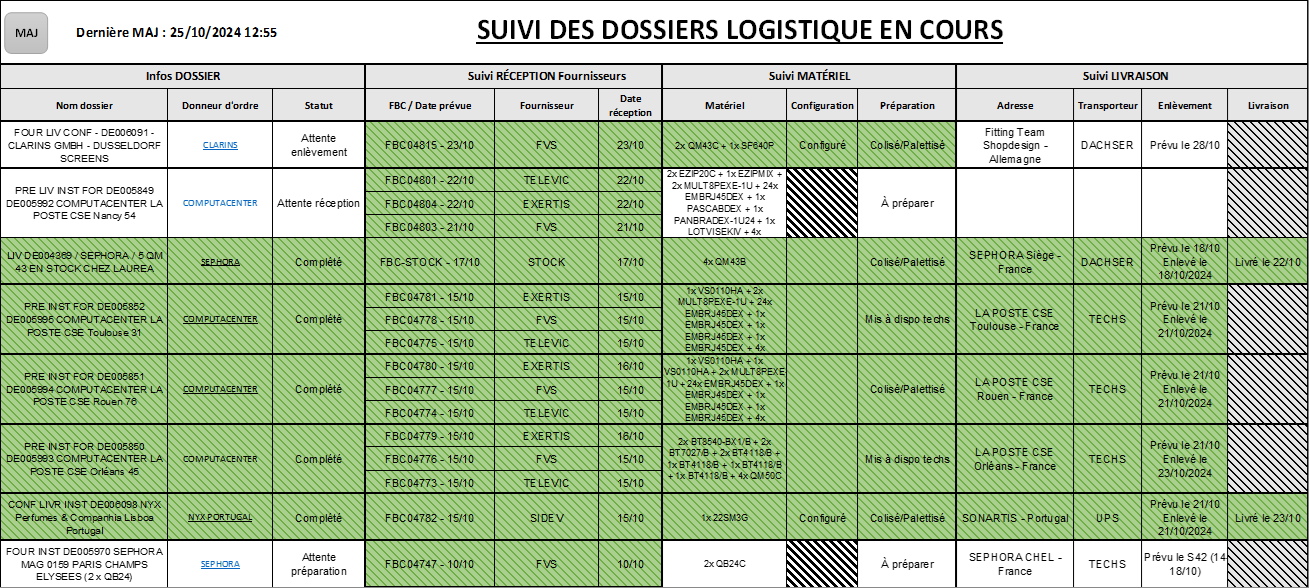 MAJ
Dernière MAJ : 25/10/2024 12:55
SUIVI DES DOSSIERS LOGISTIQUE EN COURS
Infos DOSSIER
Suivi RÉCEPTION Fournisseurs
Suivi MATÉRIEL
Suivi LIVRAISON
Nom dossier
Donneur d'ordre
Statut
FBC / Date prévue
Fournisseur
Date
réception
Matériel
Configuration
Préparation
Adresse
Transporteur
Enlèvement
Livraison
FOUR LIV CONF - DE006091 -
CLARINS GMBH - DUSSELDORF
SCREENS
CLARINS
Attente
enlèvement
FBC04815 - 23/10
FVS
23/10
2x QM43C + 1x SF640P
Configuré
Colisé/Palettisé
Fitting Team
Shopdesign -
Allemagne
DACHSER
Prévu le 28/10
PRE LIV INST FOR DE005849
DE005992 COMPUTACENTER LA
POSTE CSE Nancy 54
COMPUTACENTER
Attente réception
FBC04801 - 22/10
TELEVIC
22/10
FBC04804 - 22/10
EXERTIS
22/10
FBC04803 - 21/10
FVS
21/10
2x EZIP20C + 1x EZIPMIX +
2x MULT8PEXE-1U + 24x
EMBRJ45DEX + 1x
PASCABDEX + 1x
PANBRADEX-1U24 + 1x
LOTVISEKIV + 4x
À préparer
LIV DE004369 / SEPHORA / 5 QM
43 EN STOCK CHEZ LAUREA
SEPHORA
Complété
FBC-STOCK - 17/10
STOCK
17/10
4x QM43B
Colisé/Palettisé
SEPHORA Siège -
France
DACHSER
Prévu le 18/10
Enlevé le
18/10/2024
Livré le 22/10
PRE INST FOR DE005852
DE005995 COMPUTACENTER LA
POSTE CSE Toulouse 31
COMPUTACENTER
Complété
FBC04781 - 15/10
EXERTIS
15/10
FBC04778 - 15/10
FVS
15/10
FBC04775 - 15/10
TELEVIC
15/10
1x VS0110HA + 2x
MULT8PEXE-1U + 24x
EMBRJ45DEX + 1x
EMBRJ45DEX + 1x
EMBRJ45DEX + 1x
EMBRJ45DEX + 4x
Mis à dispo techs
LA POSTE CSE
Toulouse - France
TECHS
Prévu le 21/10
Enlevé le
21/10/2024
PRE INST FOR DE005851
DE005994 COMPUTACENTER LA
POSTE CSE Rouen 76
COMPUTACENTER
Complété
FBC04780 - 15/10
EXERTIS
16/10
FBC04777 - 15/10
FVS
15/10
FBC04774 - 15/10
TELEVIC
15/10
1x VS0110HA + 1x
VS0110HA + 2x MULT8PEXE-
1U + 24x EMBRJ45DEX + 1x
EMBRJ45DEX + 1x
EMBRJ45DEX + 1x
EMBRJ45DEX + 4x
Colisé/Palettisé
LA POSTE CSE
Rouen - France
TECHS
Prévu le 21/10
Enlevé le
21/10/2024
PRE INST FOR DE005850
DE005993 COMPUTACENTER LA
POSTE CSE Orléans 45
COMPUTACENTER
Complété
FBC04779 - 15/10
EXERTIS
16/10
FBC04776 - 15/10
FVS
15/10
FBC04773 - 15/10
TELEVIC
15/10
2x BT8540-BX1/B + 2x
BT7027/B + 2x BT4118/B +
1x BT4118/B + 1x BT4118/B
+ 1x BT4118/B + 4x QM50C
Mis à dispo techs
LA POSTE CSE
Orléans - France
TECHS
Prévu le 21/10
Enlevé le
23/10/2024
CONF LIVR INST DE006098 NYX
Perfumes & Companhia Lisboa
Portugal
NYX PORTUGAL
Complété
FBC04782 - 15/10
SIDEV
15/10
1x 22SM3G
Configuré
Colisé/Palettisé
SONARTIS - Portugal
UPS
Prévu le 21/10
Enlevé le
21/10/2024
Livré le 23/10
FOUR INST DE005970 SEPHORA
MAG 0159 PARIS CHAMPS
ELYSEES (2 x QB24)
SEPHORA
Attente
préparation
FBC04747 - 10/10
FVS
10/10
2x QB24C
À préparer
SEPHORA CHEL -
France
TECHS
Prévu le S42 (14-
18/10)